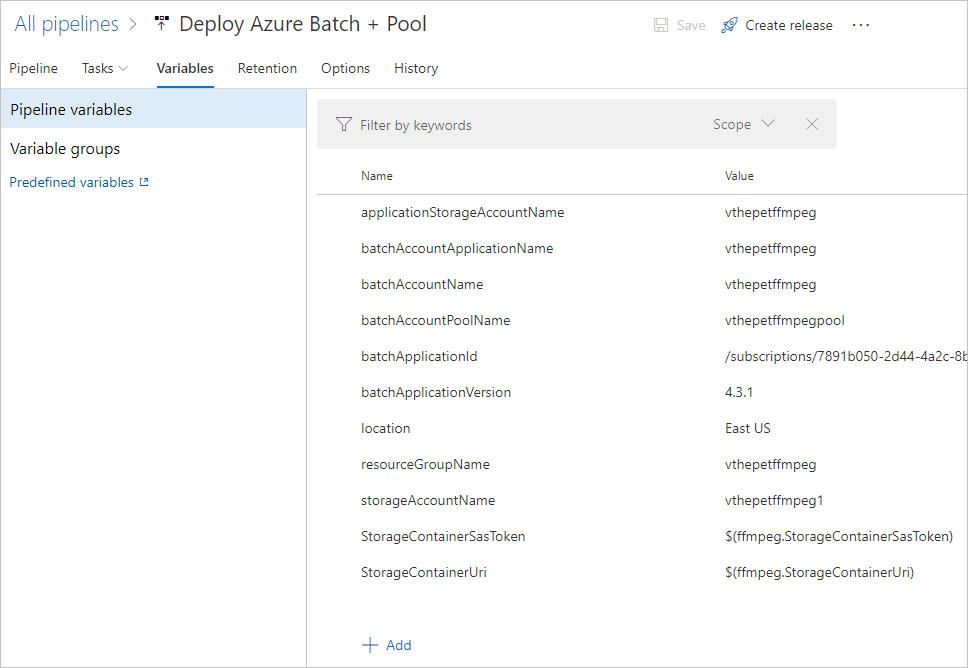 All pipelines > Deploy Azure Batch + Pool
Save Create release ...
Pipeline Tasks Variables Retention Options History
Pipeline variables
Variable groups
Predefined variables
Filter by keywords Scope
Name Value
applicationStorageAccountName vthepetffmpeg
batchAccountApplicationName vthepetffmpeg
batchAccountName vthepetffmpeg
batchAccountPoolName vthepetffmpegpool
batchApplicationId /subscriptions/7891b050-2d44-4a2c-8b
batchApplicationVersion 4.3.1
location East US
resourceGroupName vthepetffmpeg
storageAccountName vthepetffmpeg1
StorageContainerSasToken $(ffmpeg.StorageContainerSasToken)
StorageContainerUri $(ffmpeg.StorageContainerUri)
+ Add